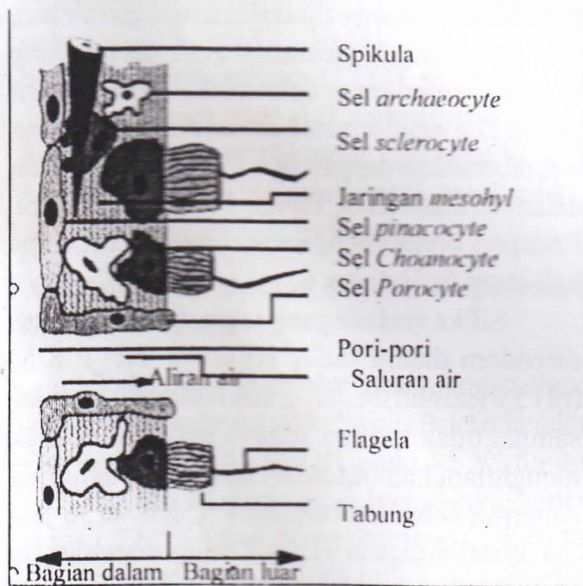 Spikula
Sel archaeocyte
Sel sclerocyte
Jaringan mesohyl
Sel pinacocyte
Sel Choanocyte
Sel Porocyte
Pori-pori
Aliran air
Saluran air
Flagela
Tabung
Bagian dalam Bagian luar